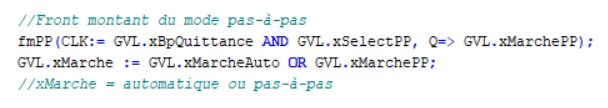 //Front montant du mode pas-à-pas
fmPP(CLK:= GVL.xBpQuittance AND GVL.xSelectPP, Q=> GVL.xMarchePP);
GVL.xMarche := GVL.xMarcheAuto OR GVL.xMarchePP;
//xMarche = automatique ou pas-à-pas